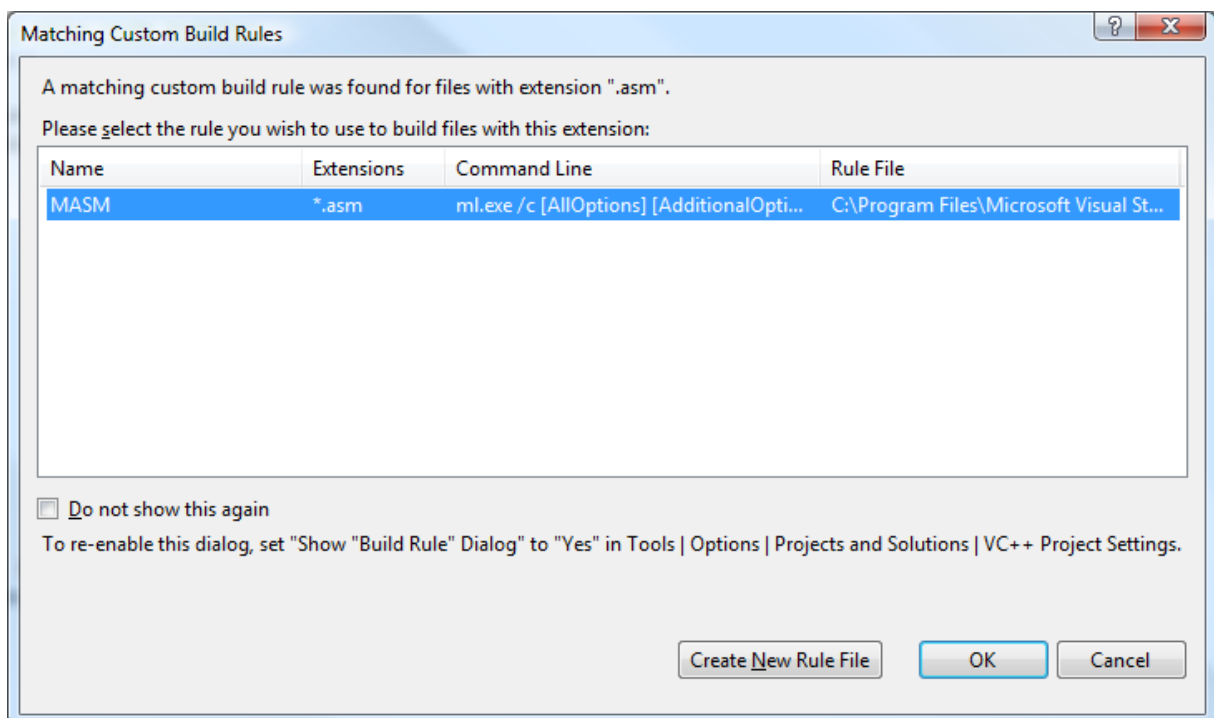 Matching Custom Build Rules
A matching custom build rule was found for files with extension ".asm".
Please select the rule you wish to use to build files with this extension:
Name Extensions Command Line Rule File
MASM *.asm ml.exe /c [AllOptions] [AdditionalOpti... C:\Program Files\Microsoft Visual St...
Do not show this again
To re-enable this dialog, set "Show "Build Rule" Dialog" to "Yes" in Tools | Options | Projects and Solutions | VC++ Project Settings.
Create New Rule File OK Cancel